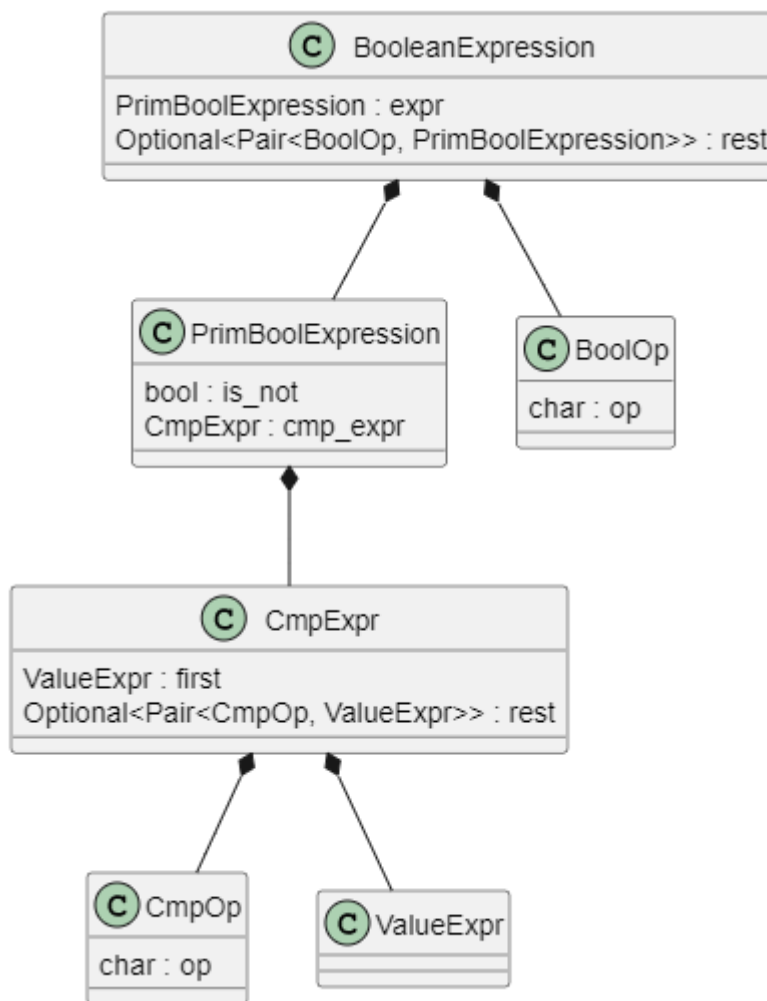 C BooleanExpression
PrimBoolExpression : expr
Optional<Pair<BoolOp, PrimBoolExpression>> : rest
C PrimBoolExpression
bool : is_not
CmpExpr : cmp_expr
C BoolOp
char : op
C CmpExpr
ValueExpr : first
Optional<Pair<CmpOp, ValueExpr>> : rest
C CmpOp
char : op
C ValueExpr